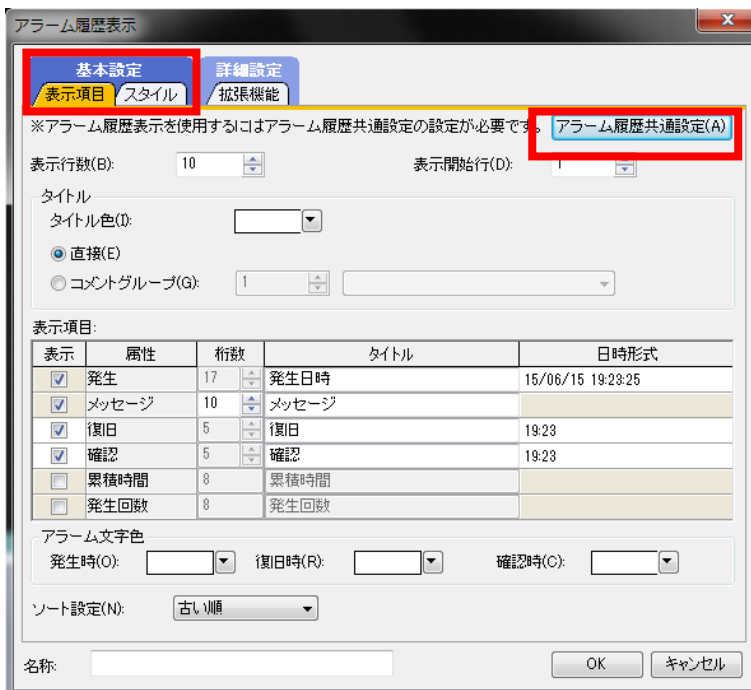 アラーム履歴表示
基本設定 詳細設定
表示項目 スタイル 拡張機能
※アラーム履歴表示を使用するにはアラーム履歴共通設定の設定が必要です。 アラーム履歴共通設定(A)
表示行数(B): 10 表示開始行(D): 1
タイトル
タイトル色(I):
直接(E)
コメントグループ(G): 1
表示項目:
表示 属性 桁数 タイトル 日時形式
発生 17 発生日時 15/06/15 19:23:25
メッセージ 10 メッセージ
復旧 5 復旧 19:23
確認 5 確認 19:23
累積時間 8 累積時間
発生回数 8 発生回数
アラーム文字色
発生時(O): 復旧時(R): 確認時(C):
ソート設定(N): 古い順
名称: OK キャンセル